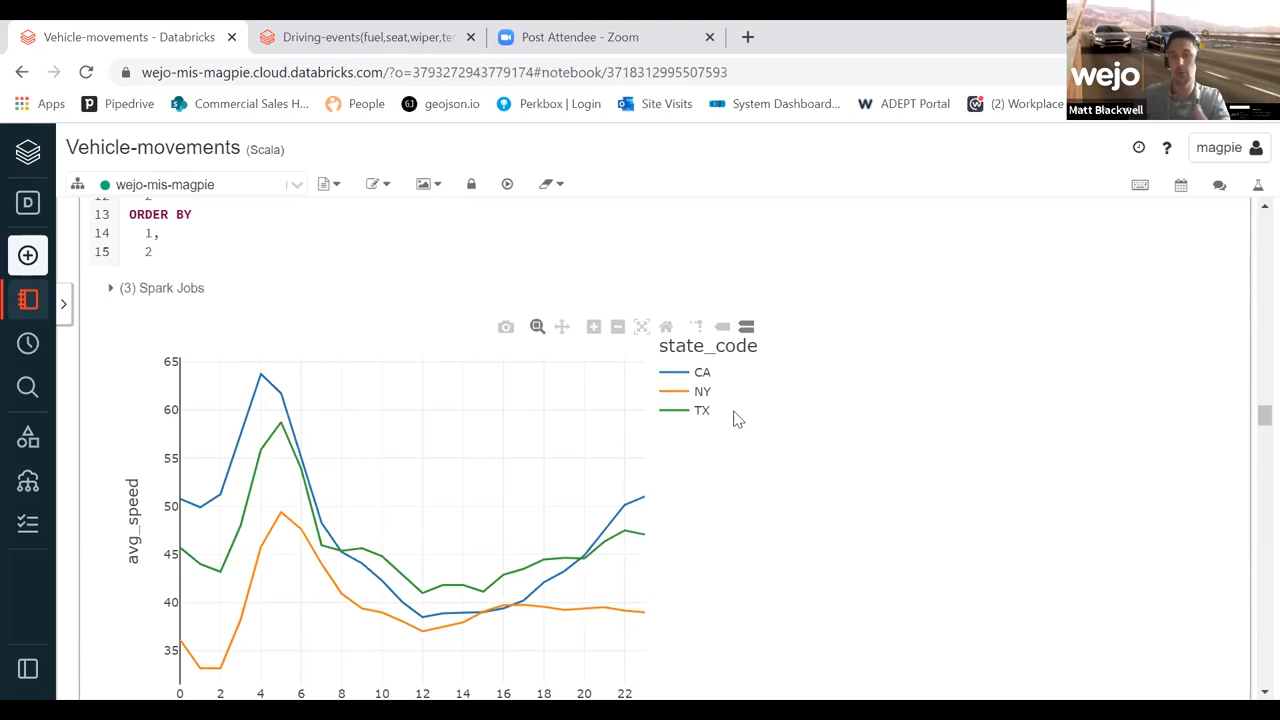 Vehicle-movements - Databricks
Driving-events(fuel,seat,wiper,ter
Post Attendee - Zoom
wejo-mis-magpie.cloud.databricks.com/?o=3793272943779174#notebook/3718312995507593
Apps
Pipedrive
Commercial Sales H...
People
geojson.io
Perkbox | Login
Site Visits
System Dashboard...
ADEPT Portal
(2) Workplace
wejo
Matt Blackwell
Vehicle-movements (Scala)
magpie
wejo-mis-magpie
12 2
13 ORDER BY
14 1,
15 2
(3) Spark Jobs
state_code
CA
NY
TX
avg_speed
65
60
55
50
45
40
35
0 2 4 6 8 10 12 14 16 18 20 22